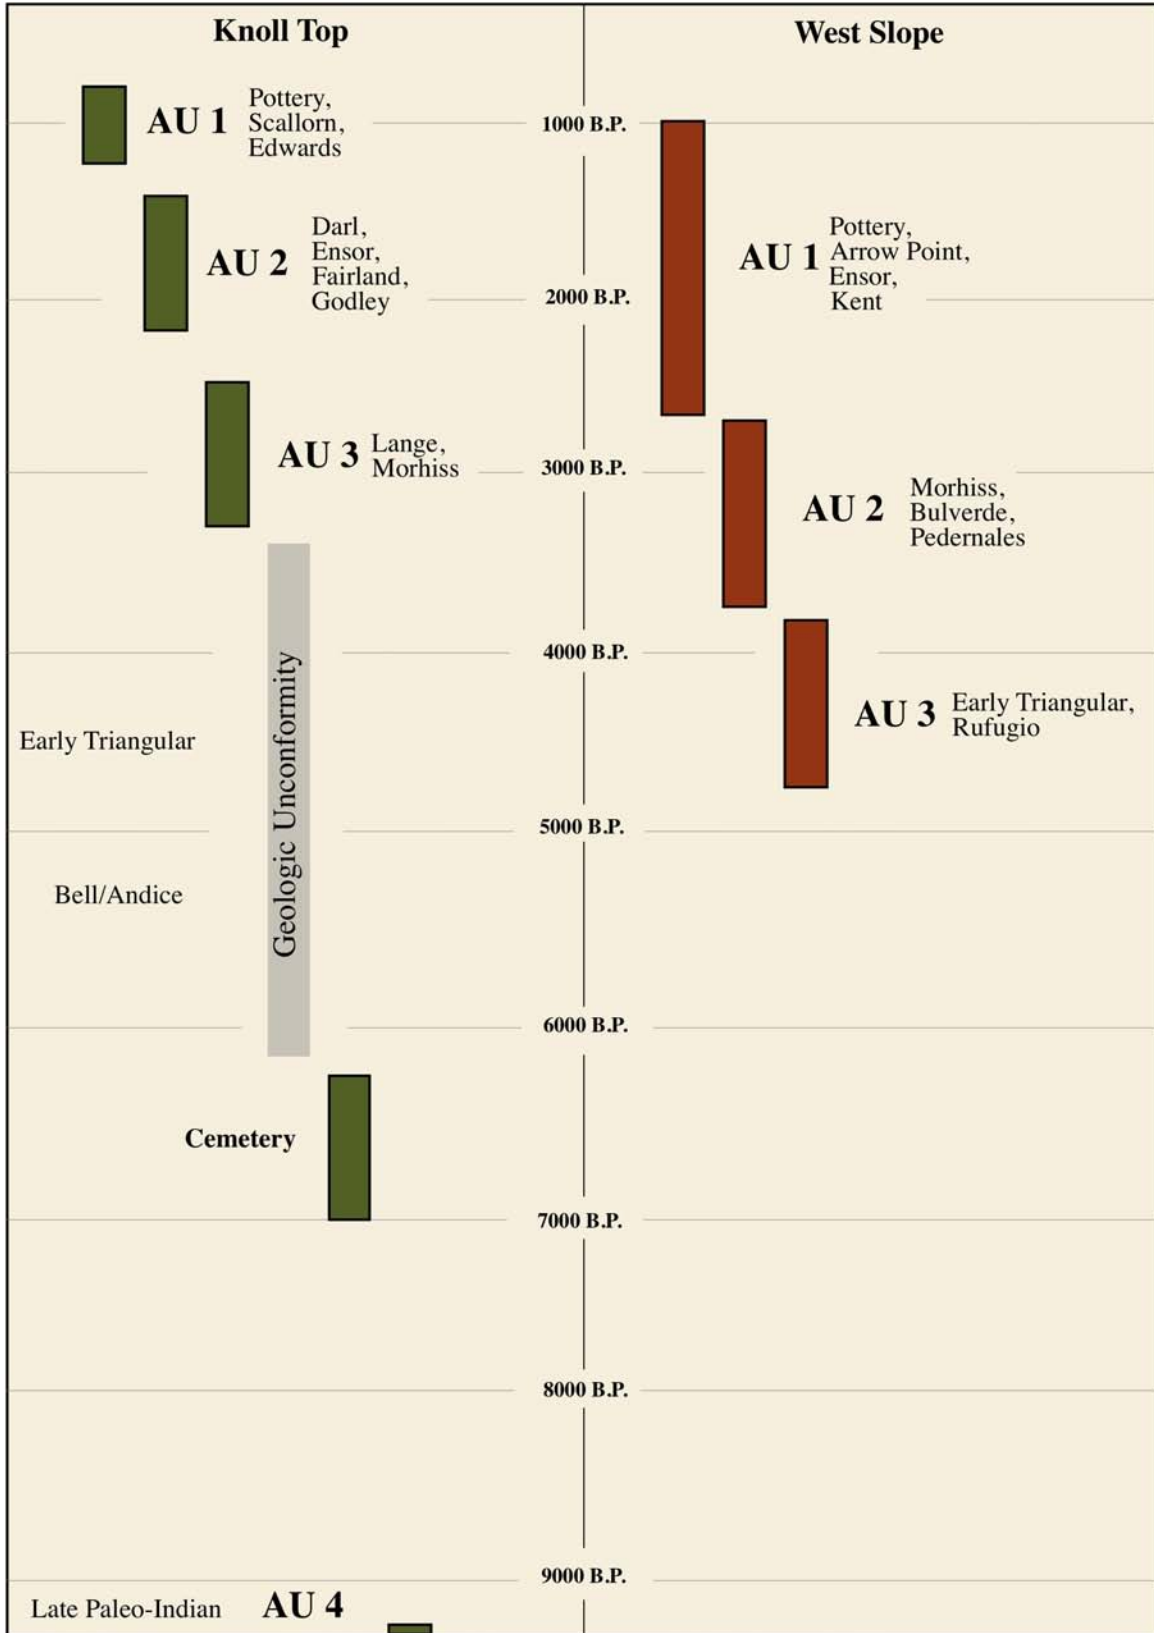 Knoll Top
West Slope
AU 1
Pottery,
Scallorn,
Edwards
1000 B.P.
AU 2
Darl,
Ensor,
Fairland,
Godley
AU 1
Pottery,
Arrow Point,
Ensor,
Kent
2000 B.P.
AU 3
Lange,
Morhiss
3000 B.P.
AU 2
Morhiss,
Bulverde,
Pedernales
Geologic Unconformity
4000 B.P.
AU 3
Early Triangular,
Rufugio
Early Triangular
5000 B.P.
Bell/Andice
6000 B.P.
Cemetery
7000 B.P.
8000 B.P.
9000 B.P.
Late Paleo-Indian
AU 4